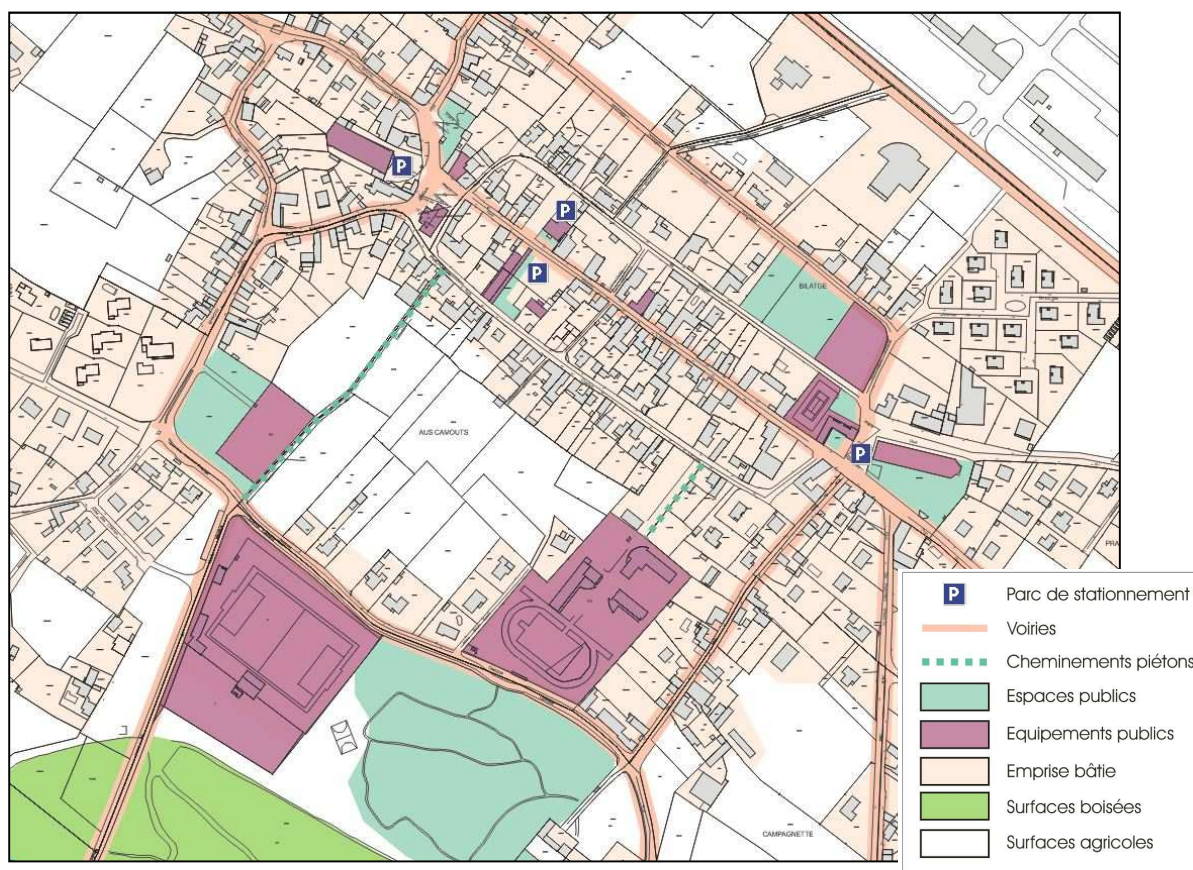 P
P
P
BILATGE
AUS CAMOUTS
P
PRA
CAMPAGNETTE
P Parc de stationnement
Voiries
Cheminements piétons
Espaces publics
Equipements publics
Emprise bâtie
Surfaces boisées
Surfaces agricoles